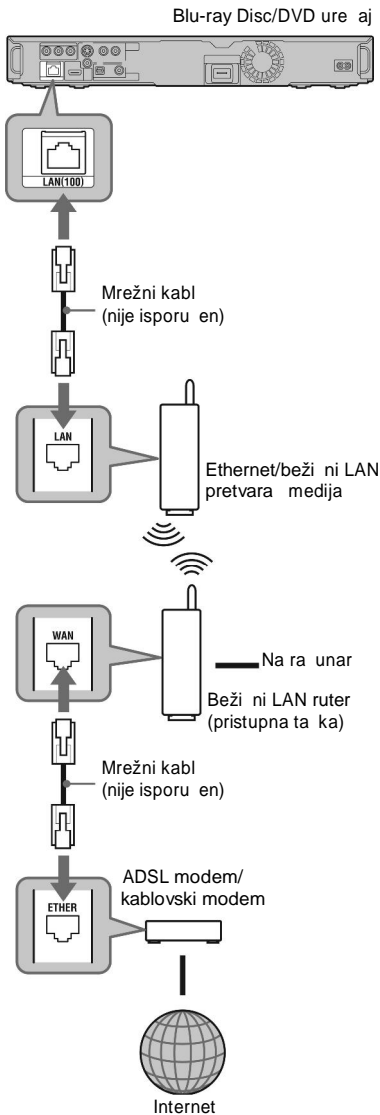 Blu-ray Disc/DVD ure aj
LAN(100)
Mrežni kabl
(nije isporu en)
LAN
Ethernet/beži ni LAN
pretvara medija
WAN
Na ra unar
Beži ni LAN ruter
(pristupna ta ka)
Mrežni kabl
(nije isporu en)
ADSL modem/
kablovski modem
ETHER
Internet